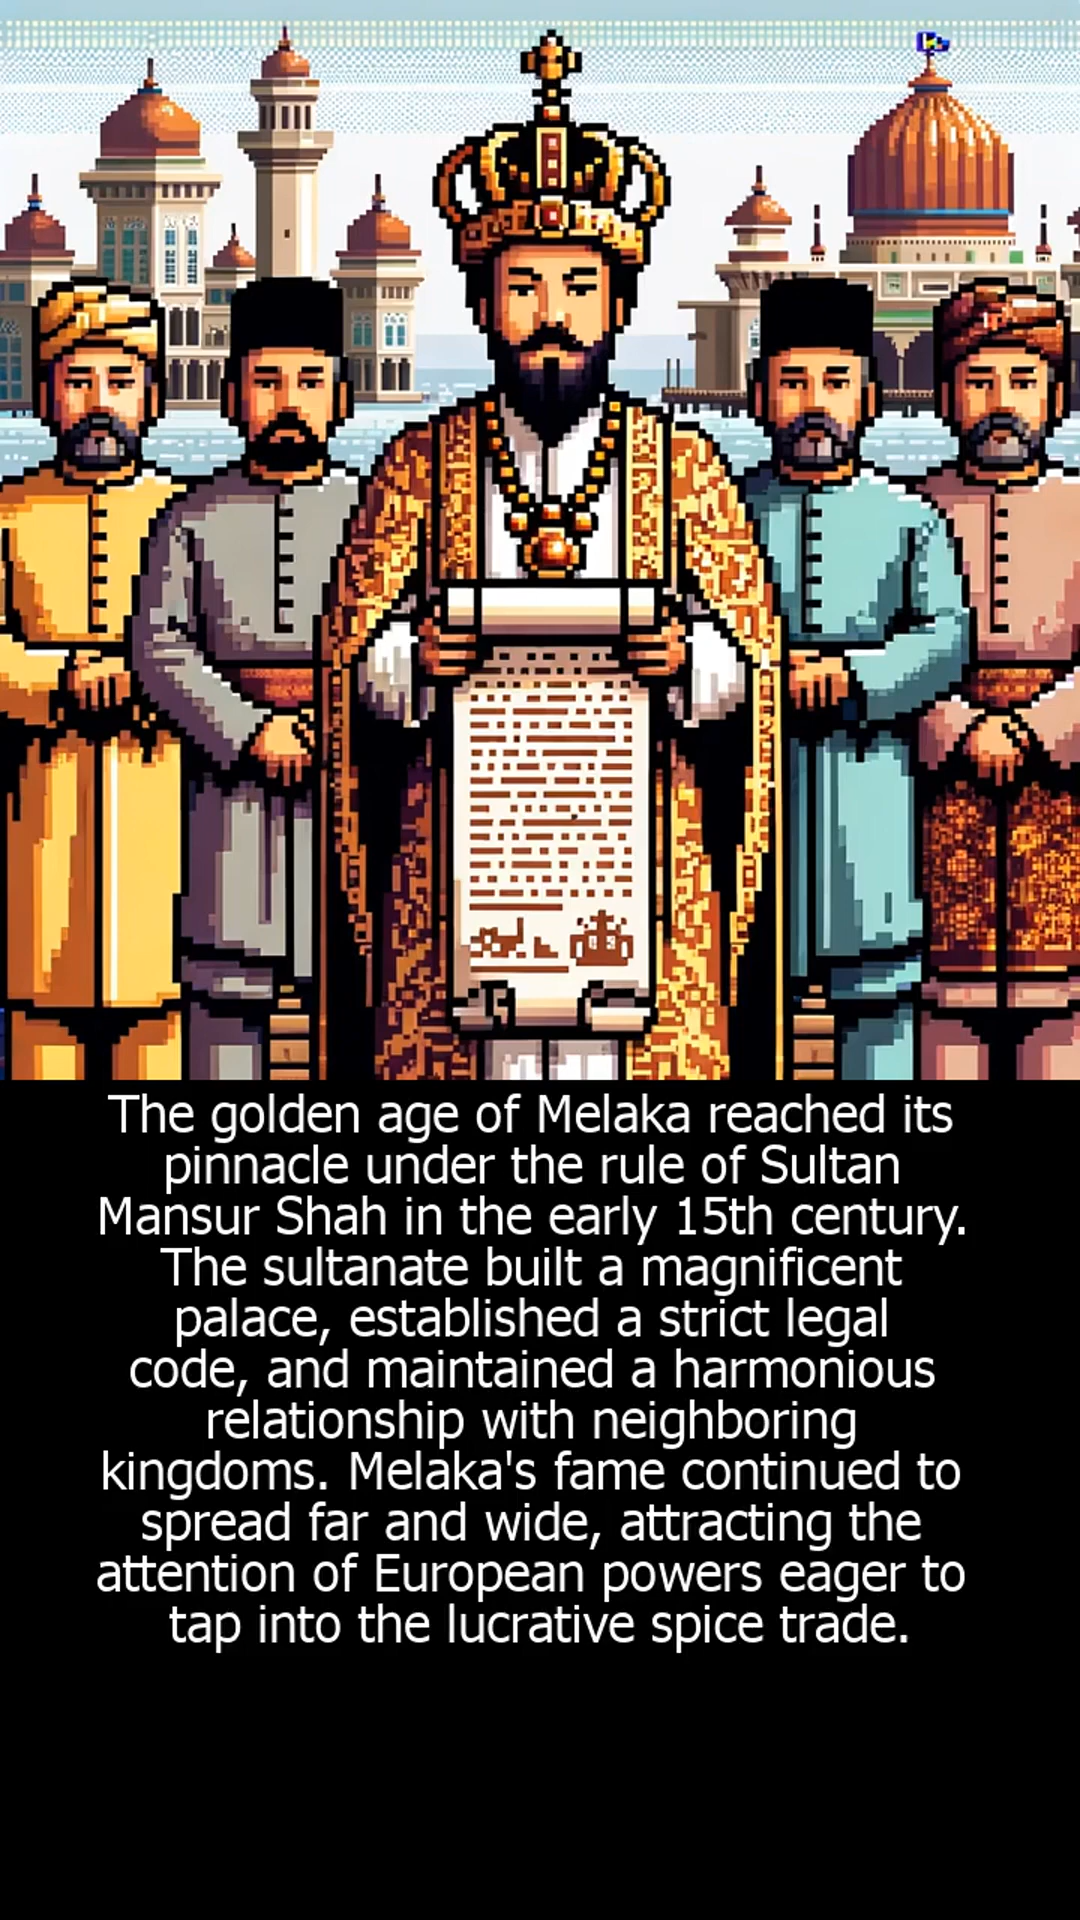 The golden age of Melaka reached its
pinnacle under the rule of Sultan
Mansur Shah in the early 15th century.
The sultanate built a magnificent
palace, established a strict legal
code, and maintained a harmonious
relationship with neighboring
kingdoms. Melaka's fame continued to
spread far and wide, attracting the
attention of European powers eager to
tap into the lucrative spice trade.